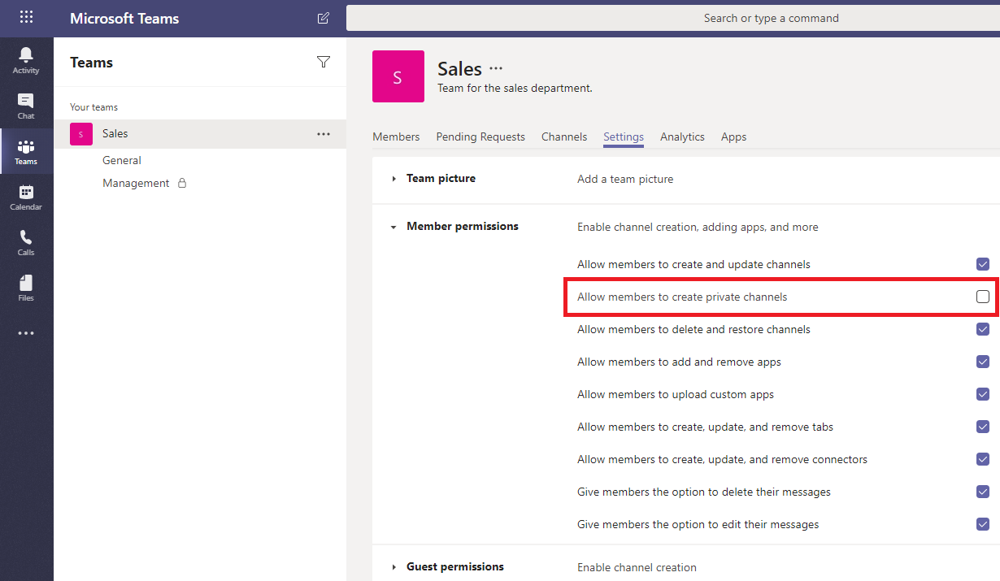 Microsoft Teams
Search or type a command
Activity
Chat
Teams
Calendar
Calls
Files
Teams
Your teams
S
Sales
General
Management
S
Sales
Team for the sales department.
Members Pending Requests Channels Settings Analytics Apps
Team picture Add a team picture
Member permissions Enable channel creation, adding apps, and more
Allow members to create and update channels
Allow members to create private channels
Allow members to delete and restore channels
Allow members to add and remove apps
Allow members to upload custom apps
Allow members to create, update, and remove tabs
Allow members to create, update, and remove connectors
Give members the option to delete their messages
Give members the option to edit their messages
Guest permissions Enable channel creation